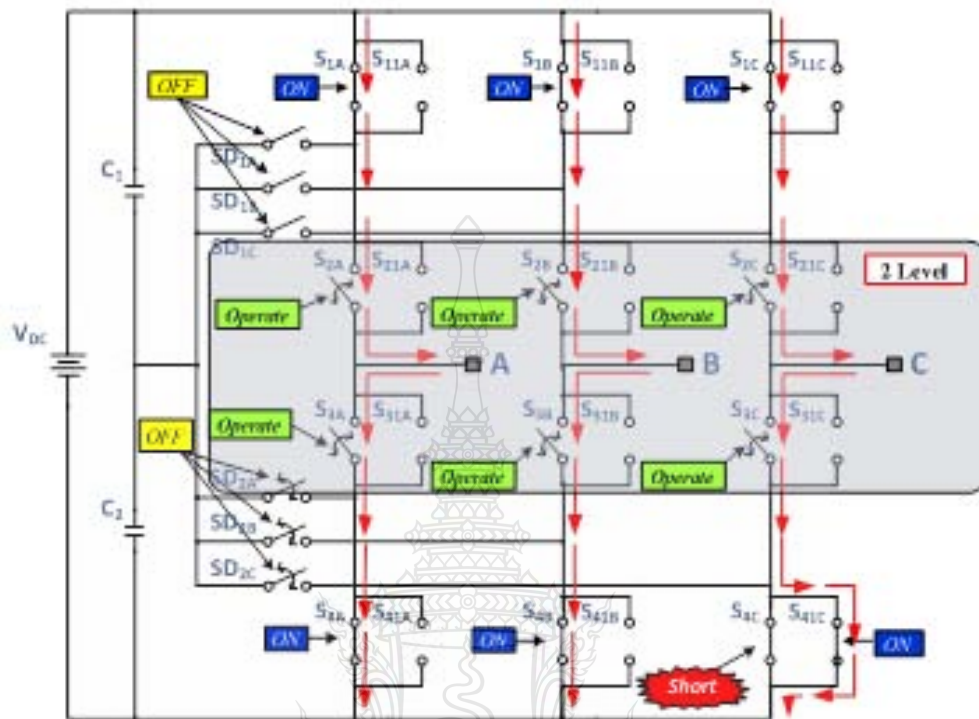 S1A S11A S1B S11B S1C S11C
OFF ON ON ON
C1
SD1A
SD1B
SD1C
S2A S21A S2B S21B S2C S21C
2 Level
Operate Operate Operate
VDC
A B C
S3A S31A S3B S31B S3C S31C
Operate
OFF
Operate Operate
SD2A
C2
SD2B
SD2C
S4A S41A S4B S41B S4C S41C
ON ON ON
Short